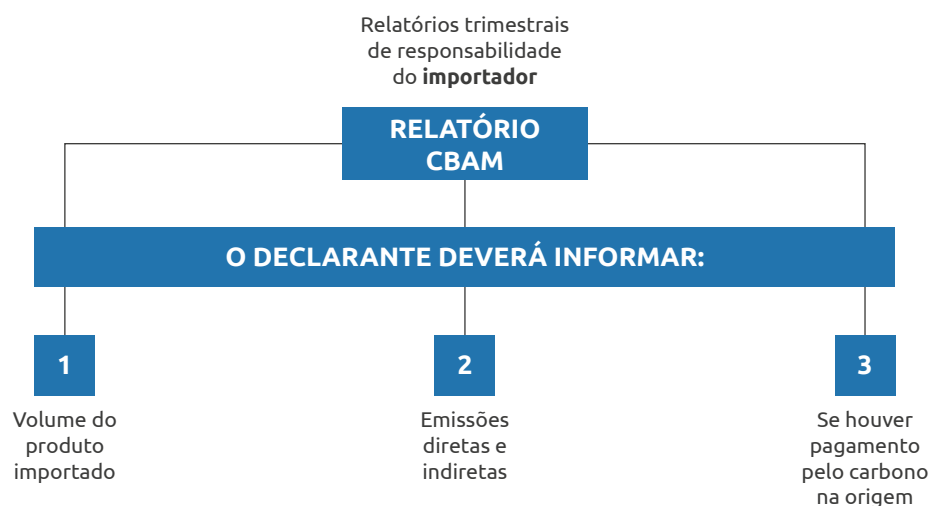 Relatórios trimestrais
de responsabilidade
do importador
RELATÓRIO
CBAM
O DECLARANTE DEVERÁ INFORMAR:
1
Volume do
produto
importado
2
Emissões
diretas e
indiretas
3
Se houver
pagamento
pelo carbono
na origem